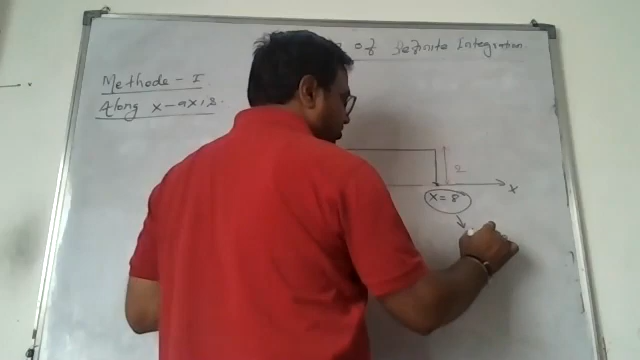 of Definite Integration
Methode - I
Along X-axis.
2
X
X = 8